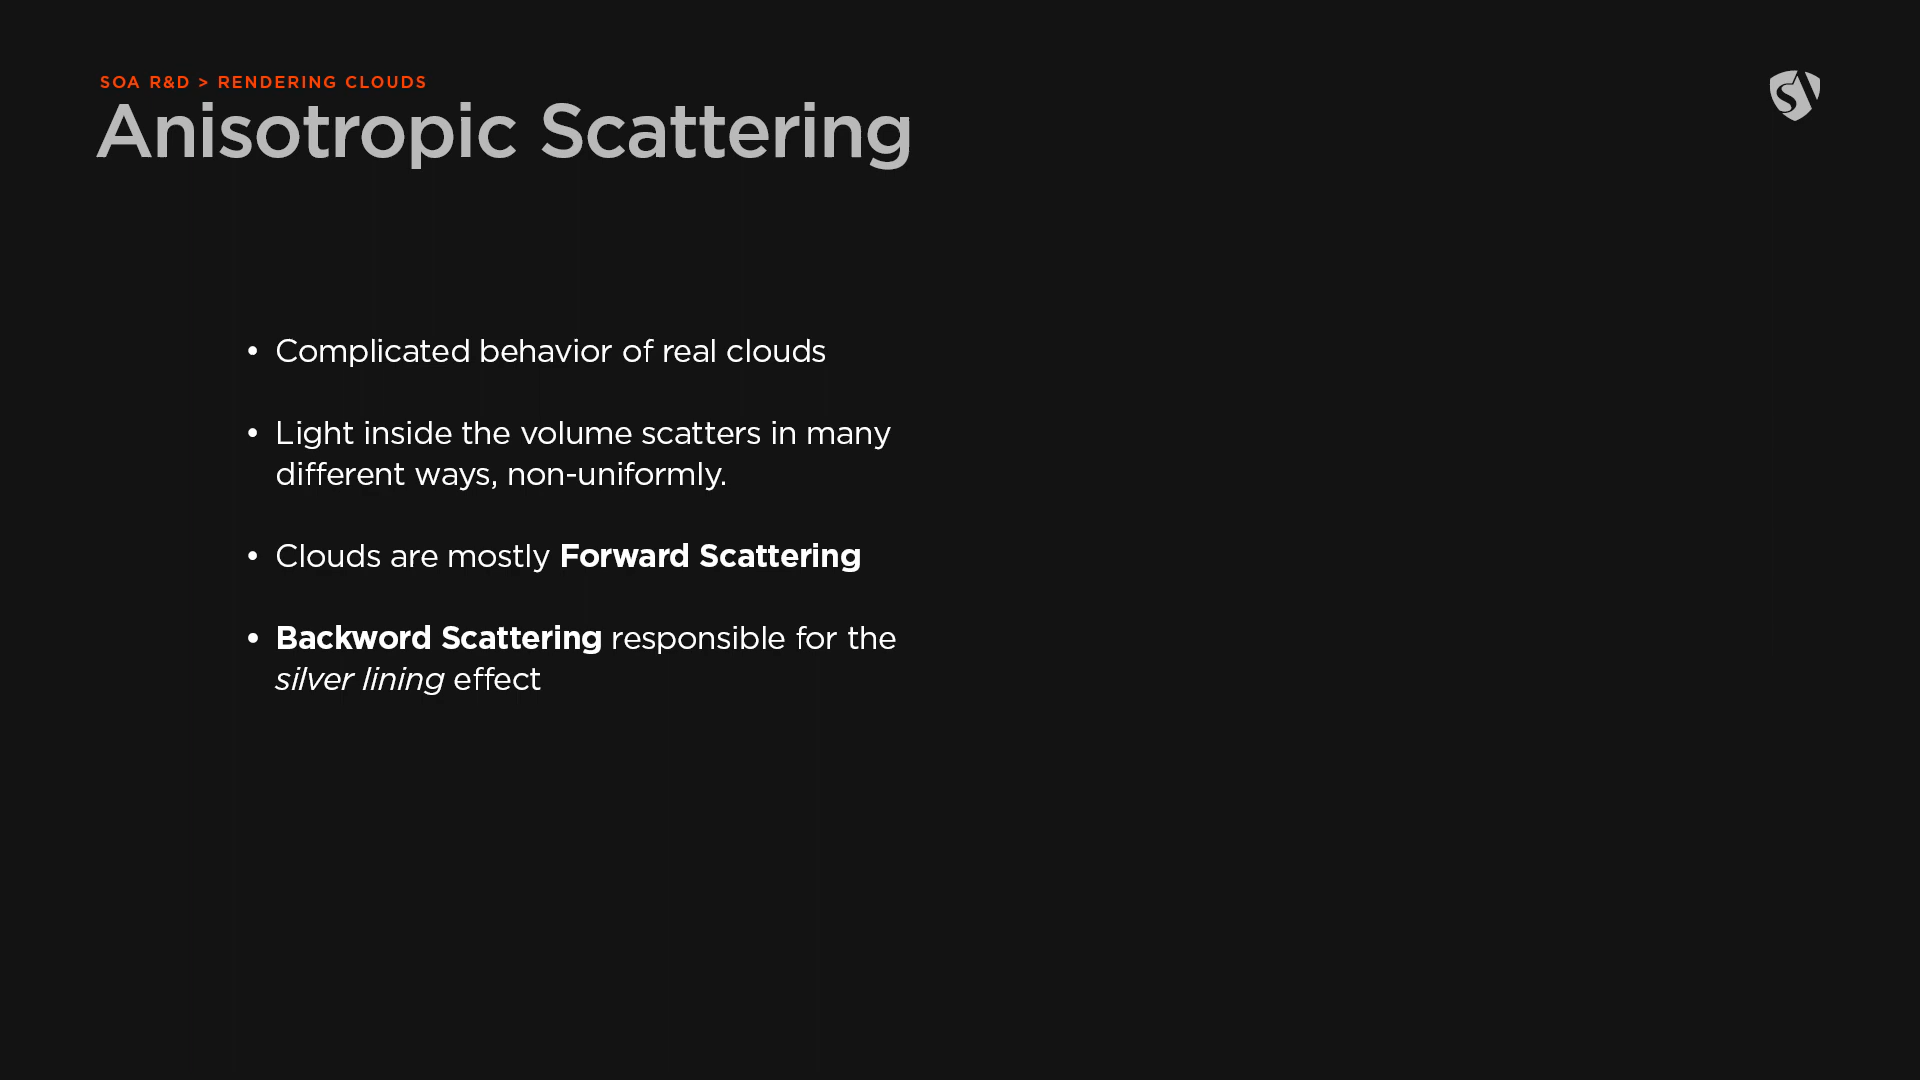 SOA R&D > RENDERING CLOUDS
Anisotropic Scattering
• Complicated behavior of real clouds
• Light inside the volume scatters in many
different ways, non-uniformly.
• Clouds are mostly Forward Scattering
• Backword Scattering responsible for the
silver lining effect